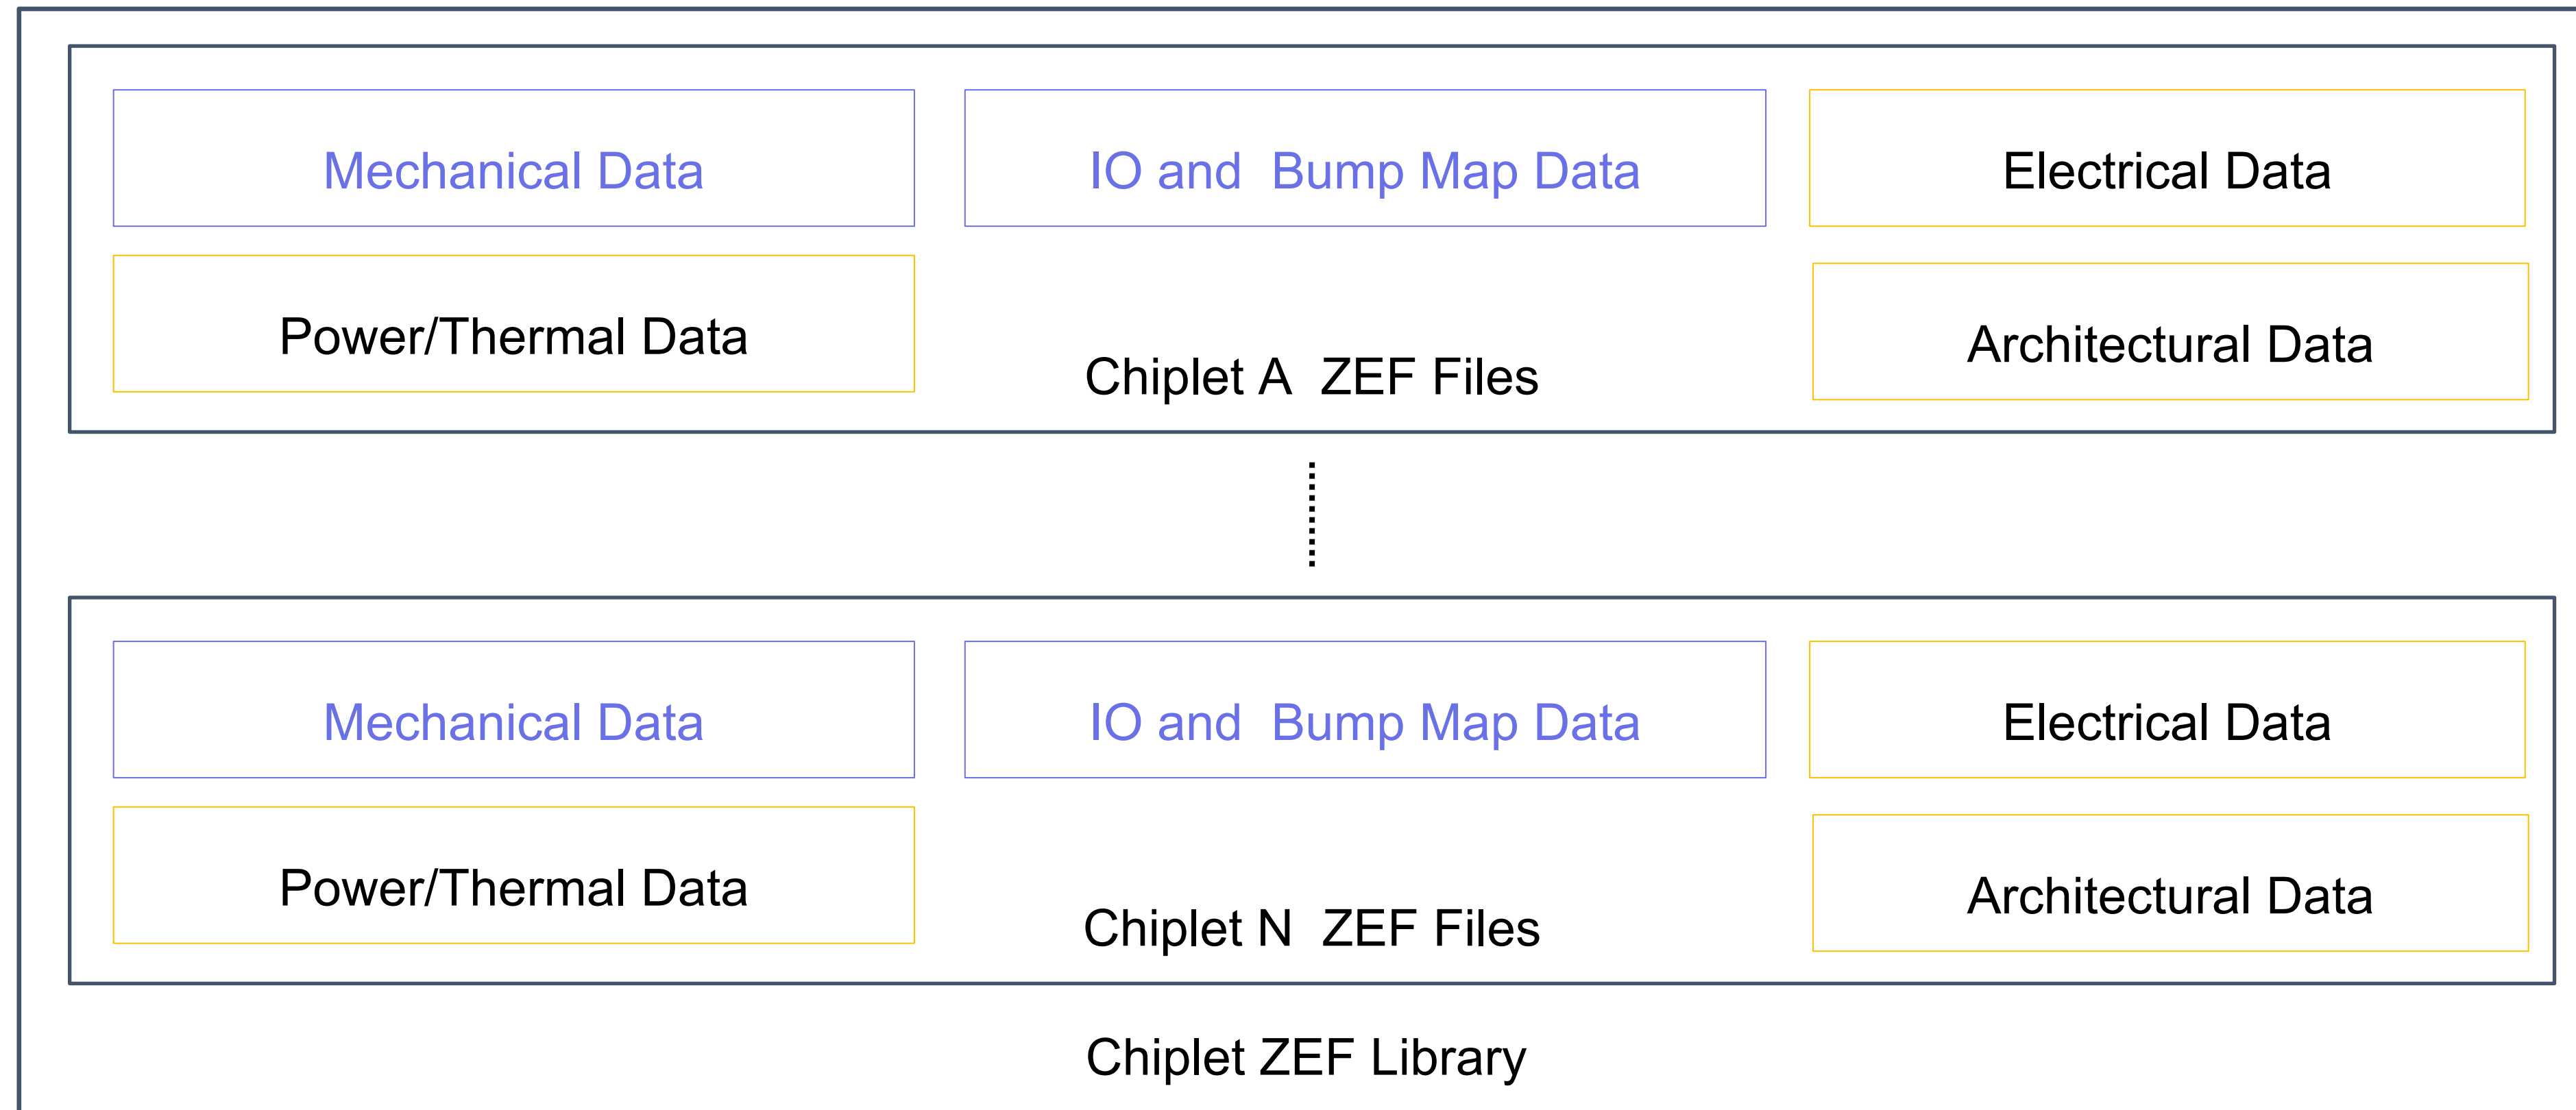 Mechanical Data
IO and  Bump Map Data
Electrical Data
Power/Thermal Data
Architectural Data
Chiplet A  ZEF Files
Mechanical Data
IO and  Bump Map Data
Electrical Data
Power/Thermal Data
Architectural Data
Chiplet N  ZEF Files
Chiplet ZEF Library